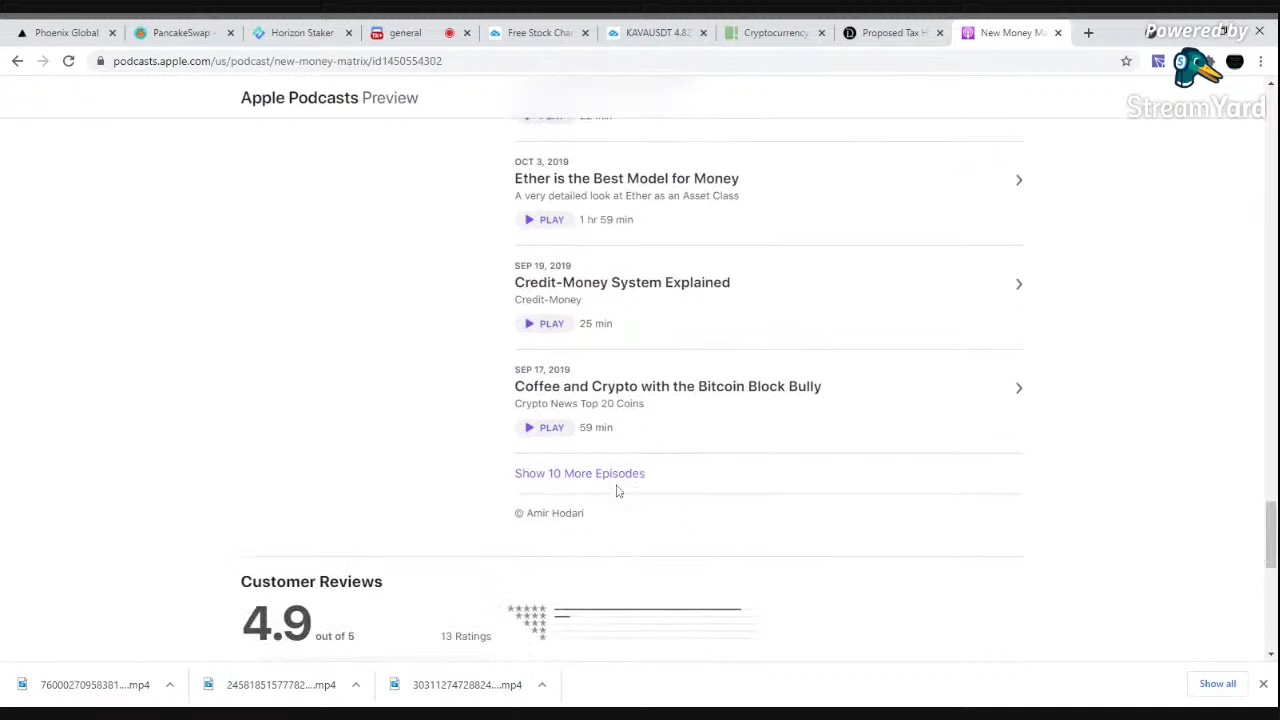 Phoenix Global
PancakeSwap -
Horizon Staker
general
Free Stock Char
KAVAUSDT 4.82
Cryptocurrency
Proposed Tax H
New Money Ma
Powered by
podcasts.apple.com/us/podcast/new-money-matrix/id1450554302
StreamYard
Apple Podcasts Preview
OCT 3, 2019
Ether is the Best Model for Money
A very detailed look at Ether as an Asset Class
PLAY 1 hr 59 min
SEP 19, 2019
Credit-Money System Explained
Credit-Money
PLAY 25 min
SEP 17, 2019
Coffee and Crypto with the Bitcoin Block Bully
Crypto News Top 20 Coins
PLAY 59 min
Show 10 More Episodes
© Amir Hodari
Customer Reviews
4.9 out of 5
13 Ratings
76000270958381....mp4
24581851577782....mp4
30311274728824....mp4
Show all